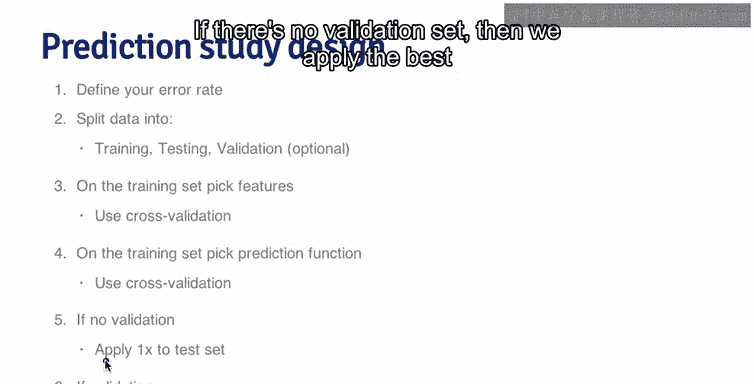 If there's no validation set, then we
apply the best
Prediction study design
1. Define your error rate
2. Split data into:
· Training, Testing, Validation (optional)
3. On the training set pick features
· Use cross-validation
4. On the training set pick prediction function
· Use cross-validation
5. If no validation
· Apply 1x to test set